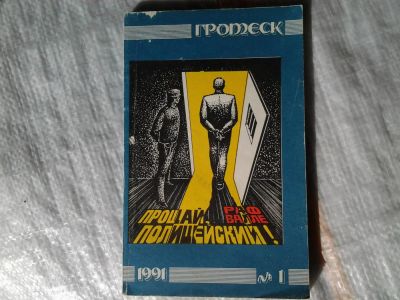 ГРОТЕСК
ПРОЩАЙ, РАФ
ВАЛЛЕ
ПОЛИЦЕЙСКИЙ!
1991 № 1